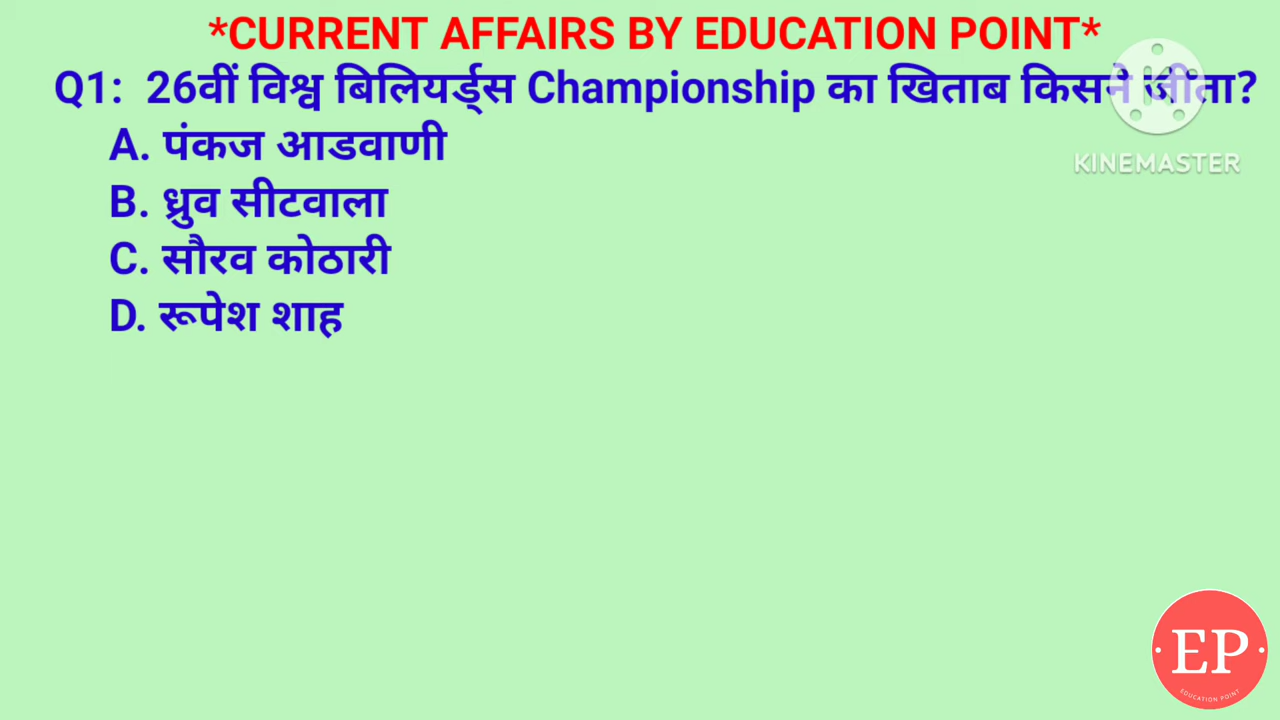 *CURRENT AFFAIRS BY EDUCATION POINT*
Q1: 26वीं विश्व बिलियर्ड्स Championship का खिताब किसने जीता?
A. पंकज आडवाणी
B. ध्रुव सीटवाला
C. सौरव कोठारी
D. रूपेश शाह
KINEMASTER
EP
EDUCATION POINT